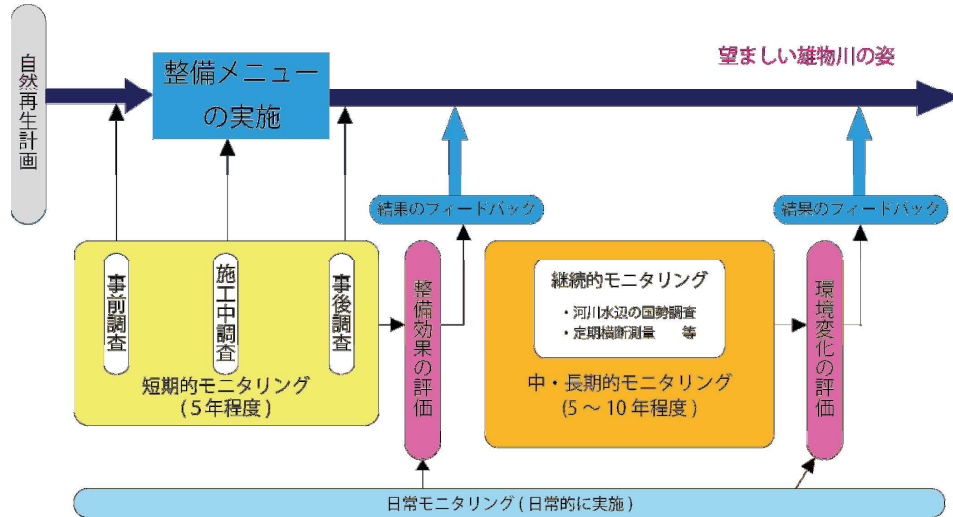 自然再生計画
整備メニュー
の実施
望ましい雄物川の姿
結果のフィードバック
結果のフィードバック
事前調査
施工中調査
事後調査
短期的モニタリング
(5年程度)
整備効果の評価
継続的モニタリング
・河川水辺の国勢調査
・定期横断測量 等
中・長期的モニタリング
(5～10年程度)
環境変化の評価
日常モニタリング(日常的に実施)